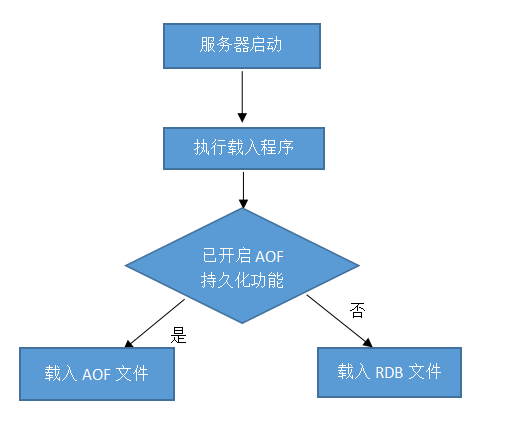 服务器启动
执行载入程序
已开启 AOF
持久化功能
是
否
载入 AOF 文件
载入 RDB 文件